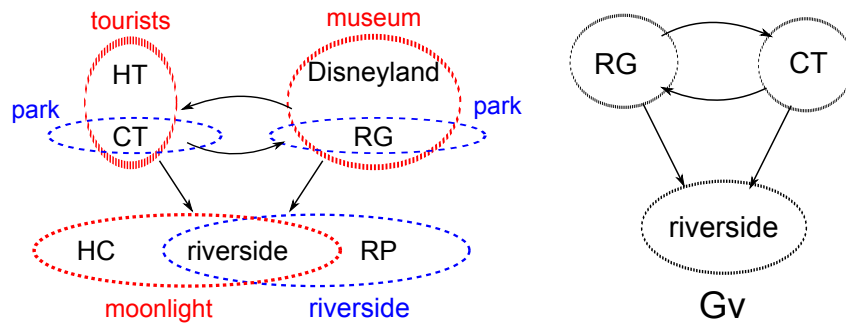 tourists
museum
HT
Disneyland
park
park
CT
RG
HC
riverside
RP
moonlight
riverside
RG
CT
riverside
Gv